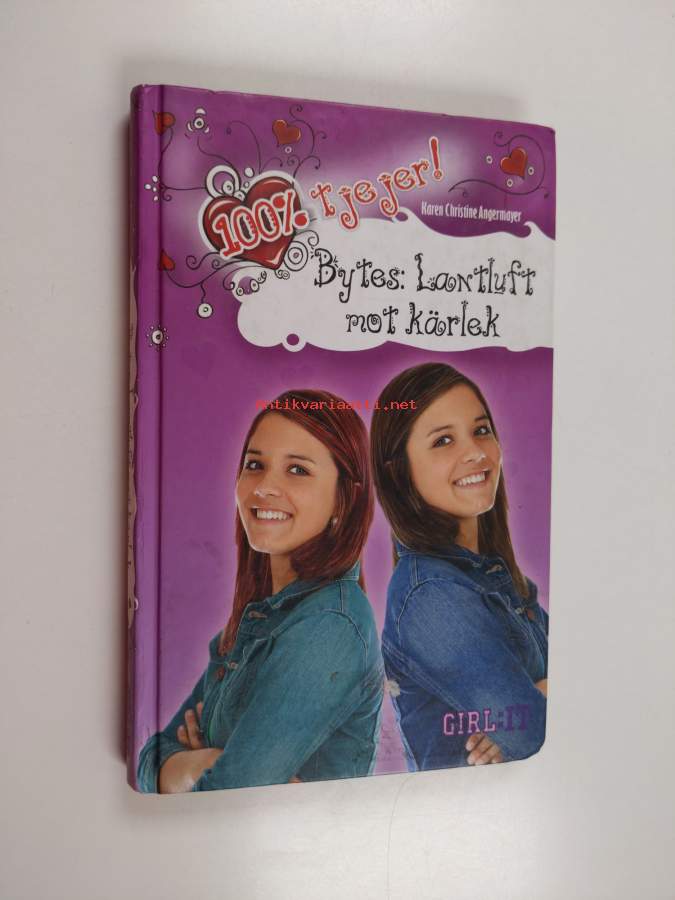 100% tjejer!
Karen Christine Angermayer
Bytes: Lantluft
mot kärlek
antikvariaatti.net
GIRL:IT